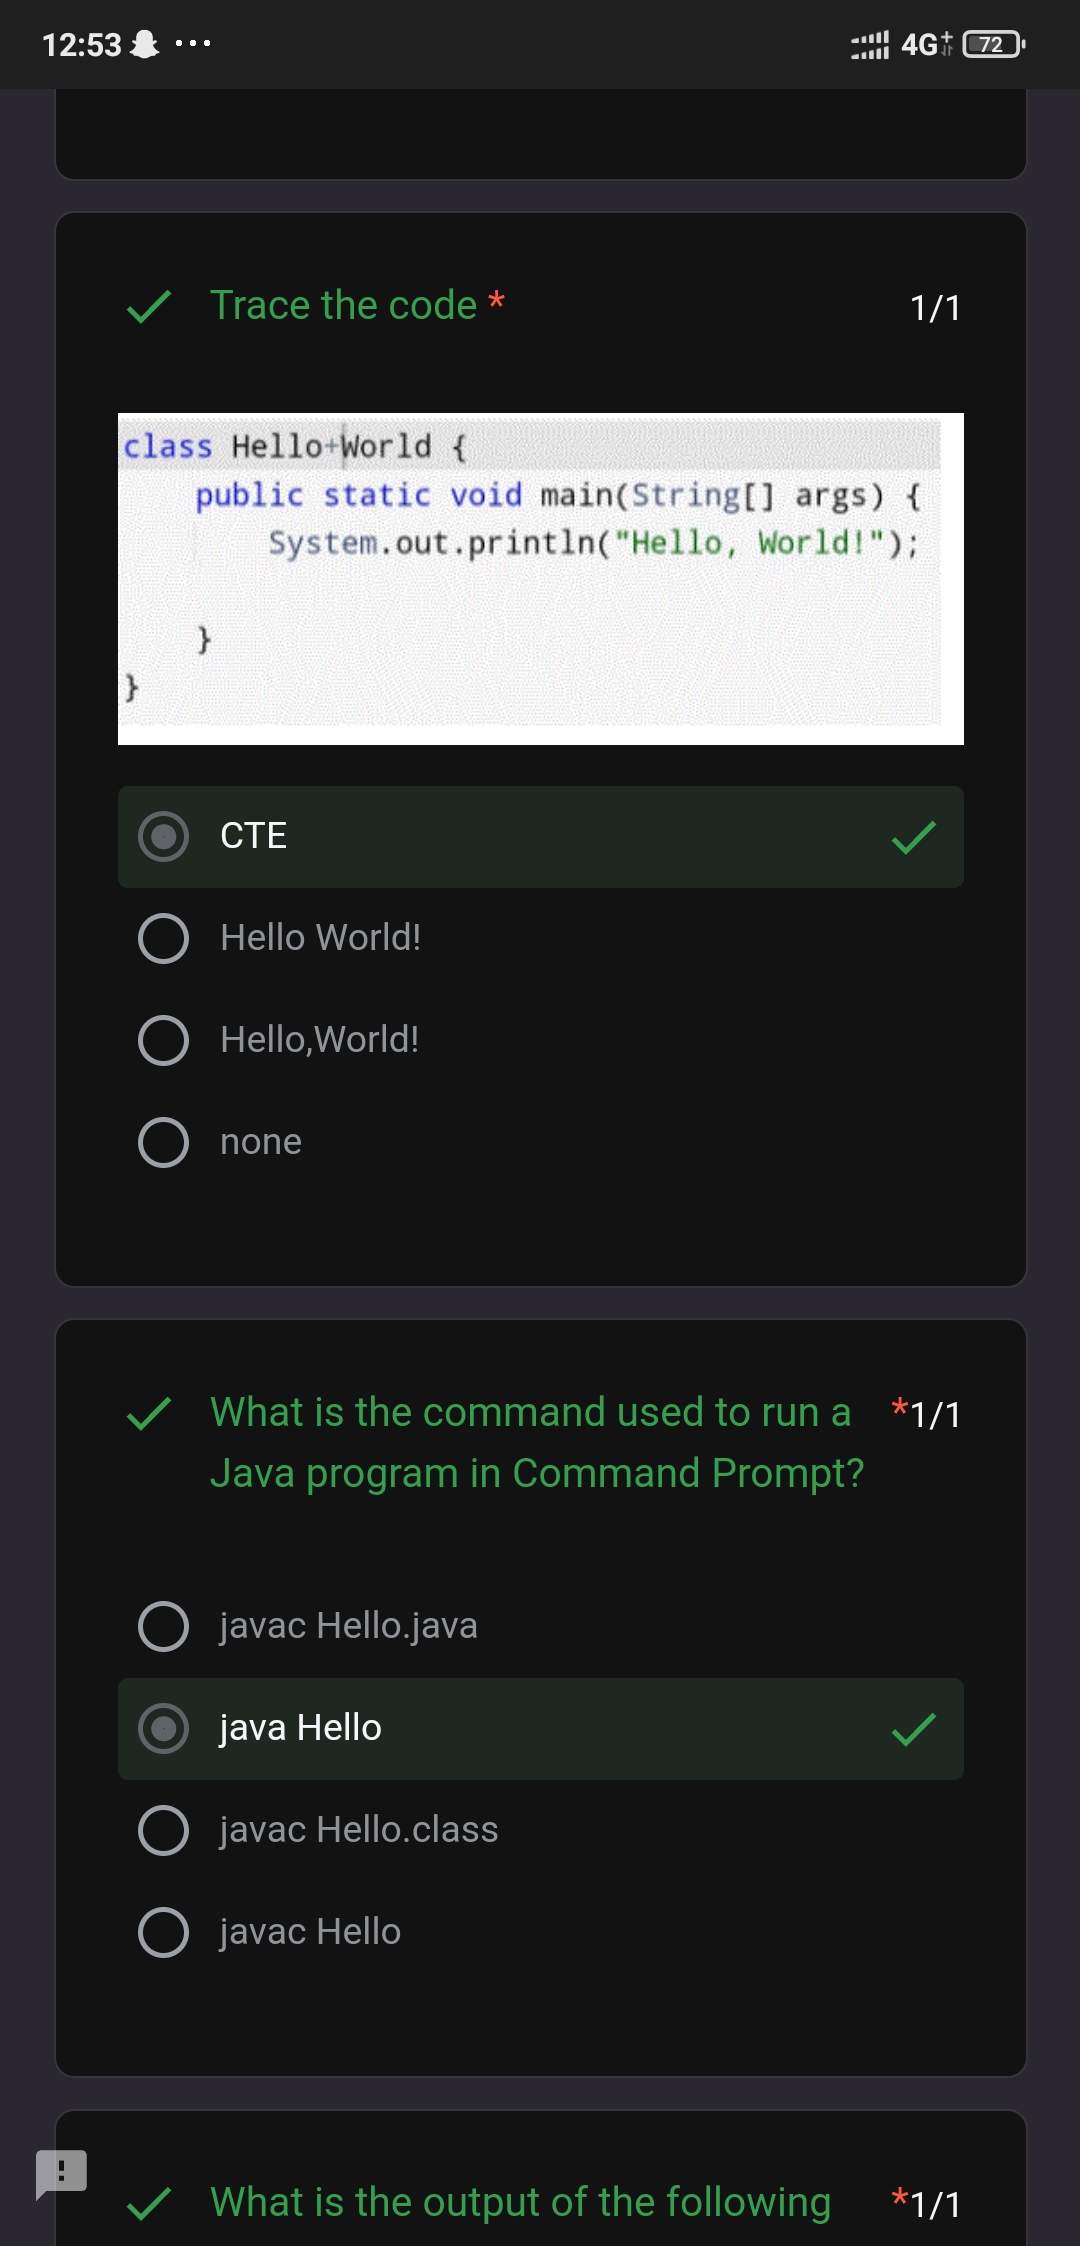 12:53 ...
4G+ 72
Trace the code *
1/1
class Hello+World {
public static void main(String[] args) {
System.out.println("Hello, World!");
}
}
CTE
Hello World!
Hello,World!
none
What is the command used to run a *1/1
Java program in Command Prompt?
javac Hello.java
java Hello
javac Hello.class
javac Hello
What is the output of the following *1/1